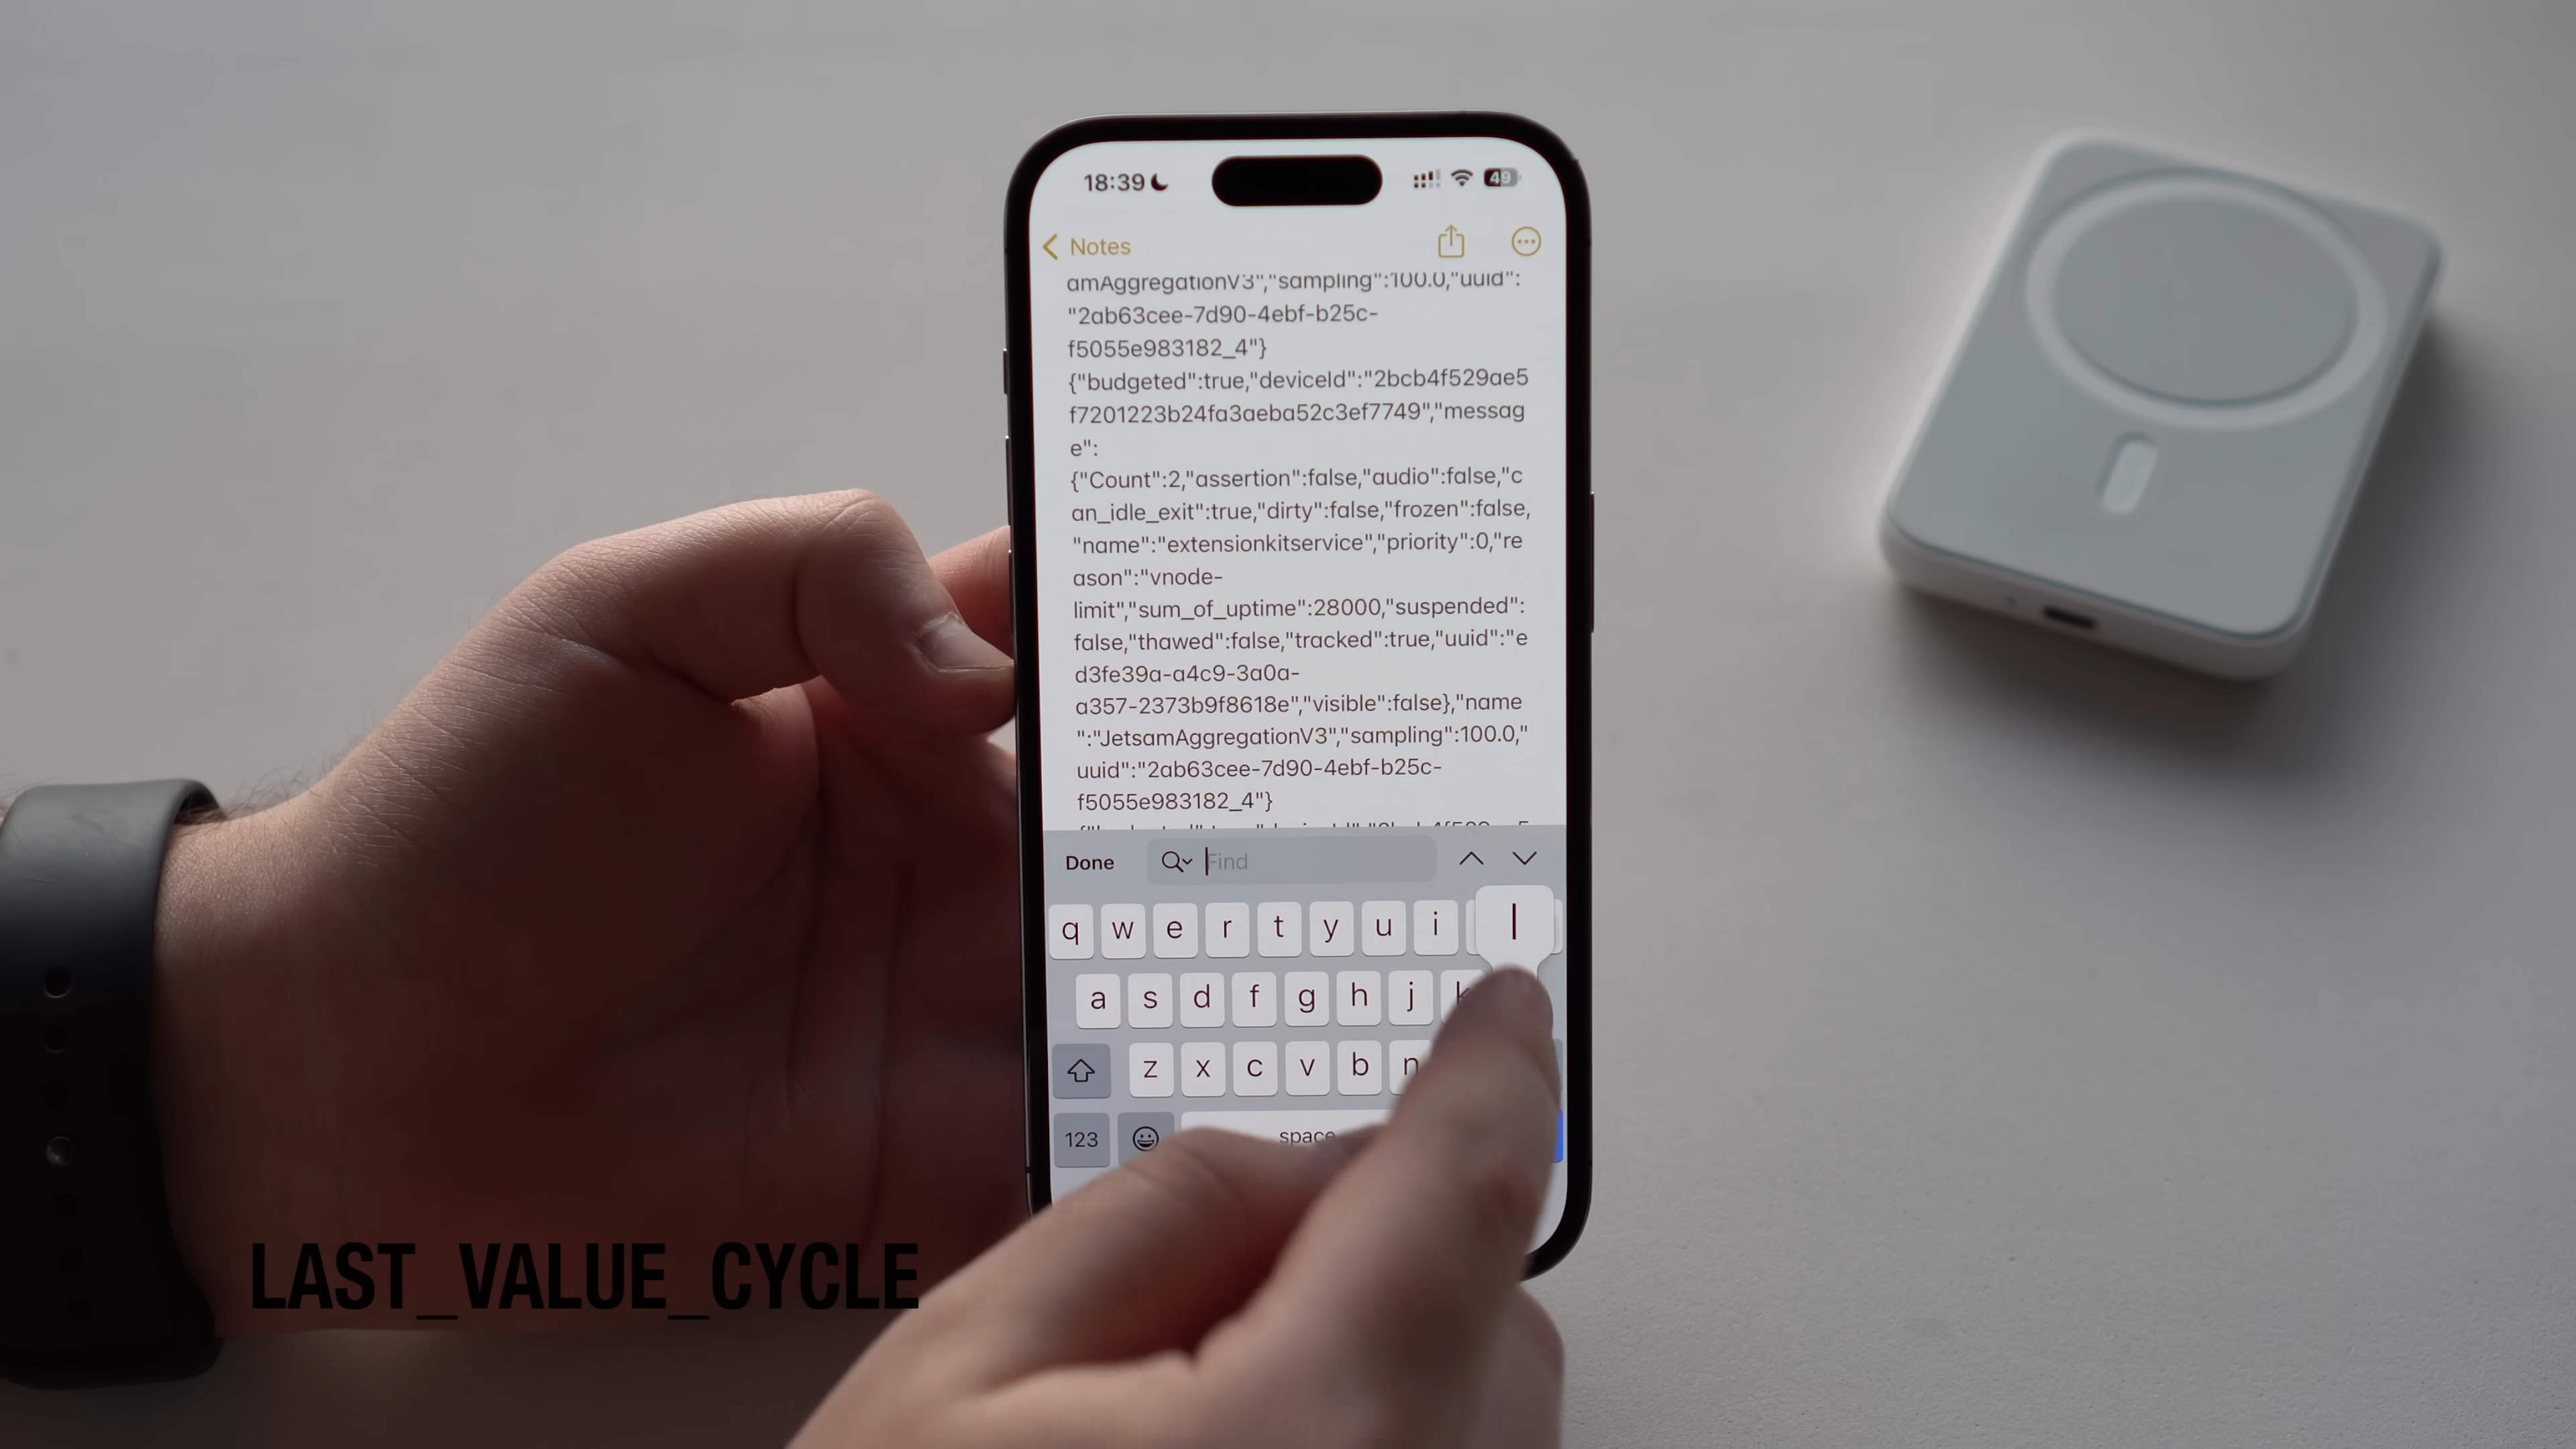 18:39
49
Notes
amAggregationV3","sampling":100.0,"uuid":
"2ab63cee-7d90-4ebf-b25c-
f5055e983182_4"}
{"budgeted":true,"deviceId":"2bcb4f529ae5
f7201223b24fa3aeba52c3ef7749","messag
e":
{"Count":2,"assertion":false,"audio":false,"c
an_idle_exit":true,"dirty":false,"frozen":false,
"name":"extensionkitservice","priority":0,"re
ason":"vnode-
limit","sum_of_uptime":28000,"suspended":
false,"thawed":false,"tracked":true,"uuid":"e
d3fe39a-a4c9-3a0a-
a357-2373b9f8618e","visible":false},"name
":"JetsamAggregationV3","sampling":100.0,"
uuid":"2ab63cee-7d90-4ebf-b25c-
f5055e983182_4"}
Done Find
q w e r t y u i l
a s d f g h j k
z x c v b n
123 space
LAST_VALUE_CYCLE